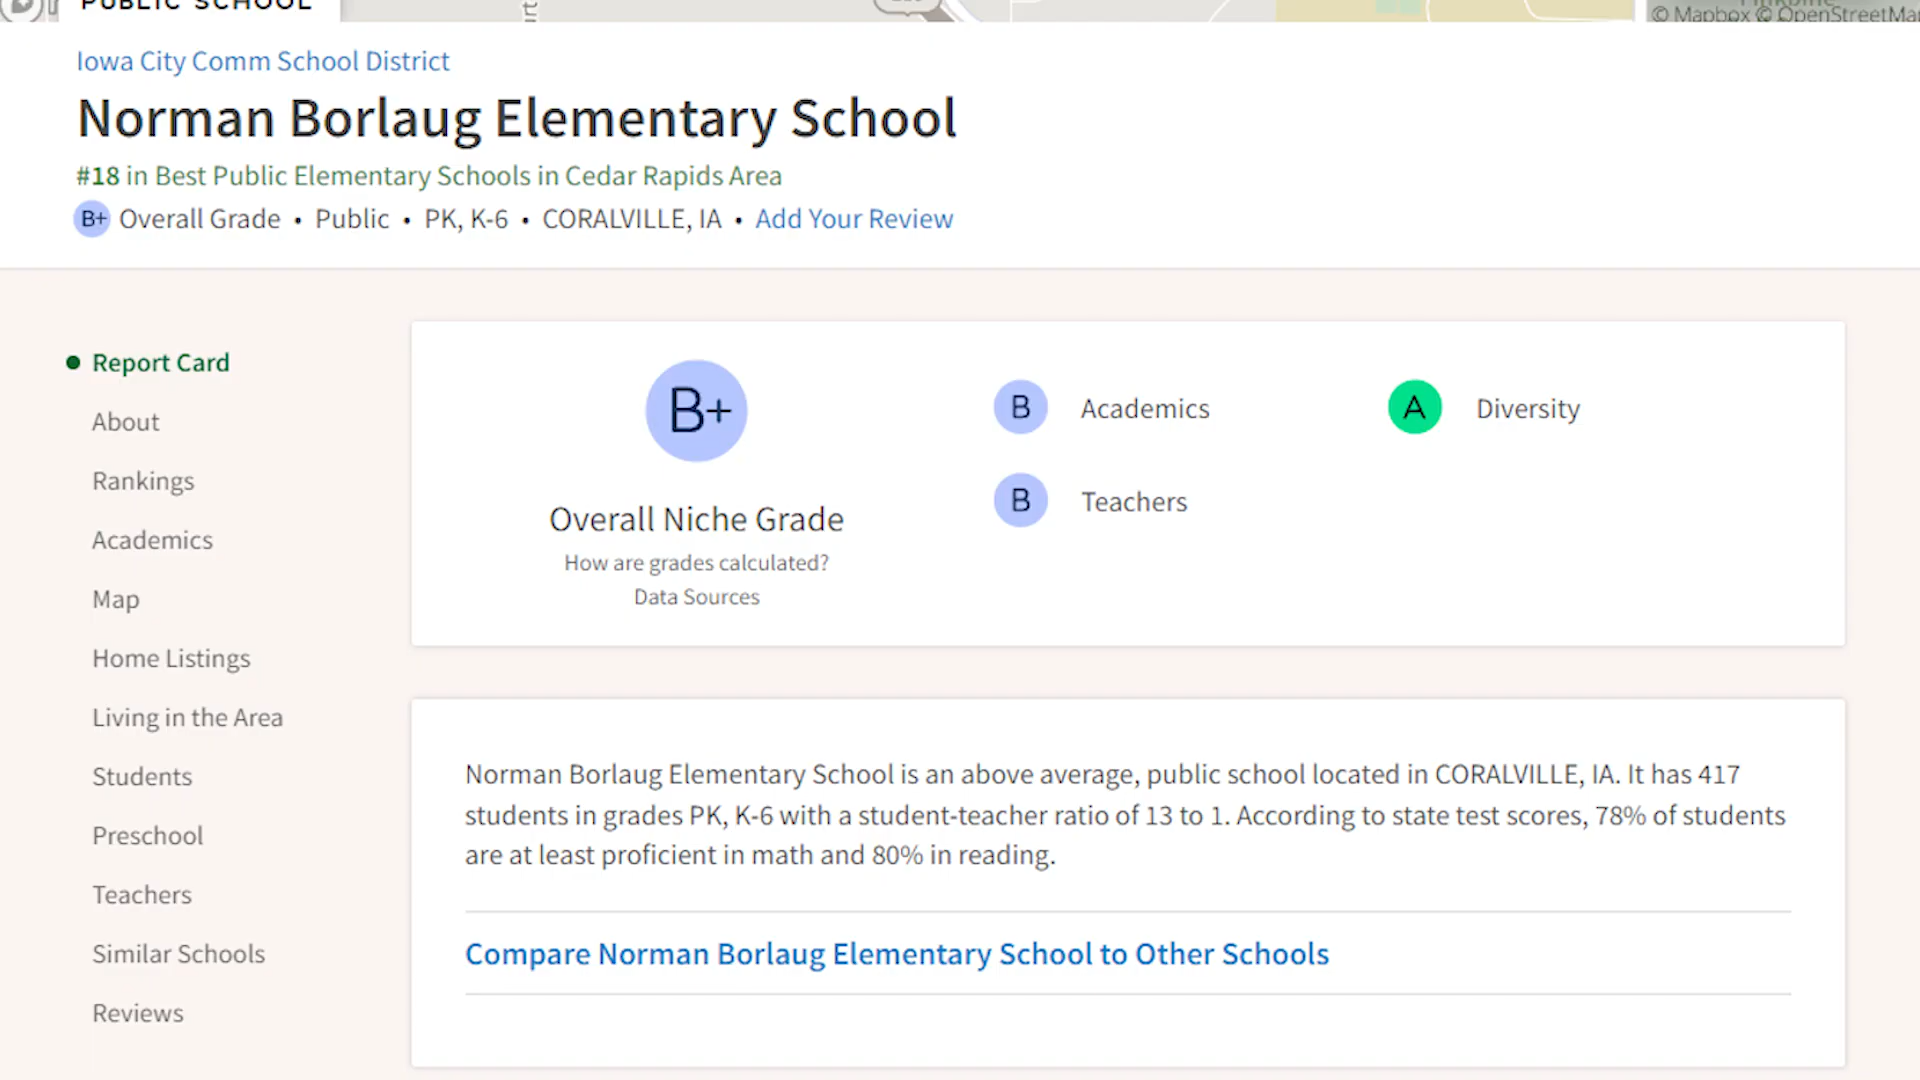 PUBLIC SCHOOL
© Mapbox © OpenStreetMap
Iowa City Comm School District
Norman Borlaug Elementary School
#18 in Best Public Elementary Schools in Cedar Rapids Area
B+ Overall Grade • Public • PK, K-6 • CORALVILLE, IA • Add Your Review
Report Card
About
Rankings
Academics
Map
Home Listings
Living in the Area
Students
Preschool
Teachers
Similar Schools
Reviews
B+
Overall Niche Grade
How are grades calculated?
Data Sources
B Academics
B Teachers
A Diversity
Norman Borlaug Elementary School is an above average, public school located in CORALVILLE, IA. It has 417
students in grades PK, K-6 with a student-teacher ratio of 13 to 1. According to state test scores, 78% of students
are at least proficient in math and 80% in reading.
Compare Norman Borlaug Elementary School to Other Schools